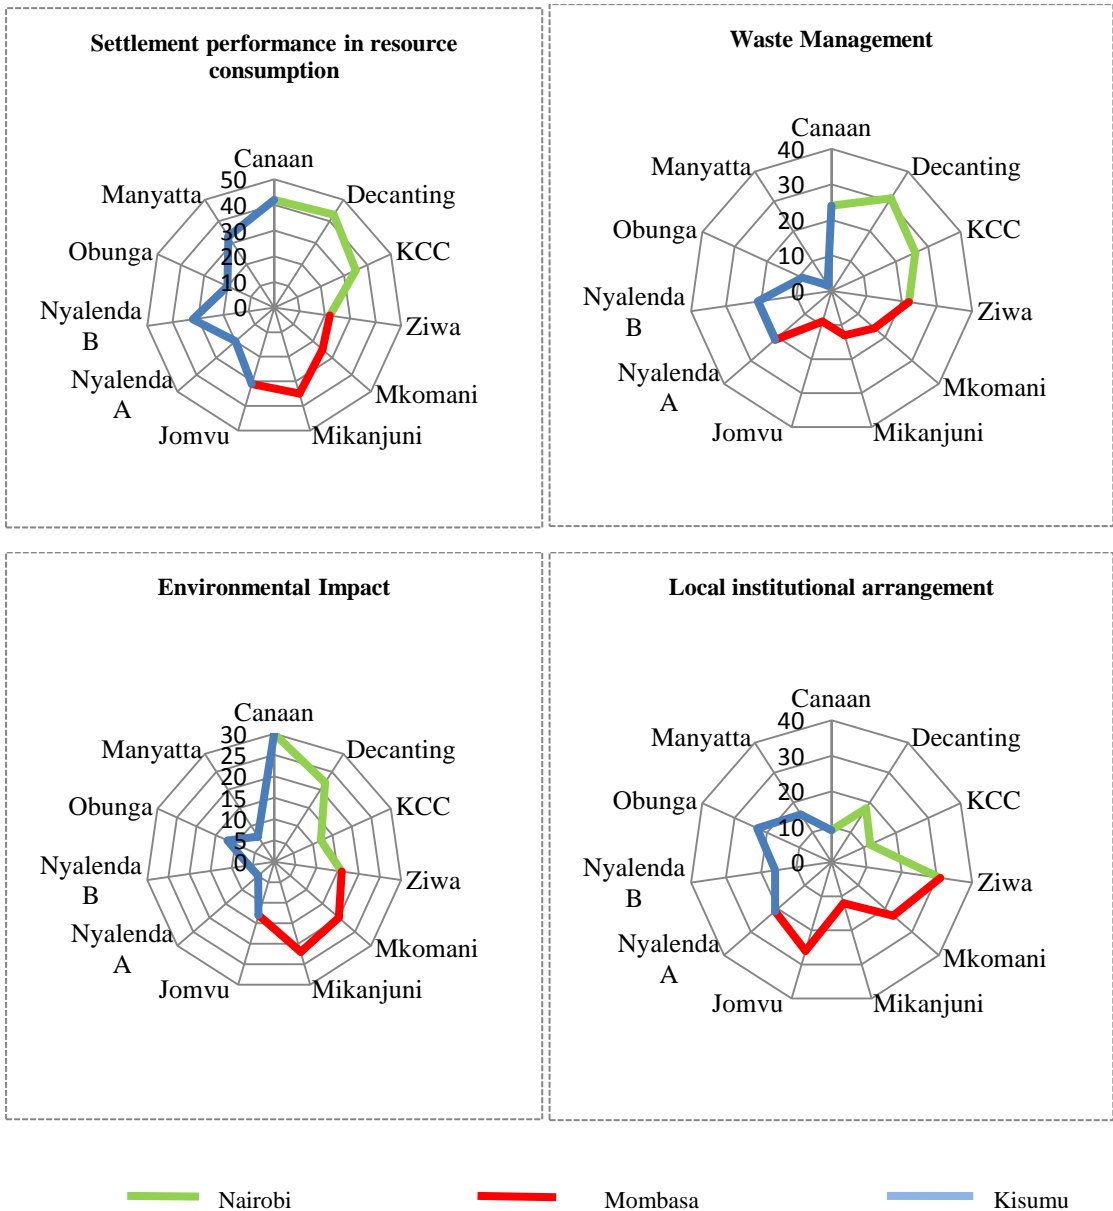 Settlement performance in resource
consumption
Canaan
50
Manyatta
Decanting
40
30
Obunga
KCC
20
10
0
Nyalenda
B
Ziwa
Nyalenda
A
Mkomani
Jomvu
Mikanjuni
Waste Management
Canaan
40
Manyatta
Decanting
30
Obunga
KCC
20
10
0
Nyalenda
B
Ziwa
Nyalenda
A
Mkomani
Jomvu
Mikanjuni
Environmental Impact
Canaan
30
Manyatta
Decanting
25
20
15
Obunga
KCC
10
5
0
Nyalenda
B
Ziwa
Nyalenda
A
Mkomani
Jomvu
Mikanjuni
Local institutional arrangement
Canaan
40
Manyatta
Decanting
30
Obunga
KCC
20
10
0
Nyalenda
B
Ziwa
Nyalenda
A
Mkomani
Jomvu
Mikanjuni
Nairobi
Mombasa
Kisumu